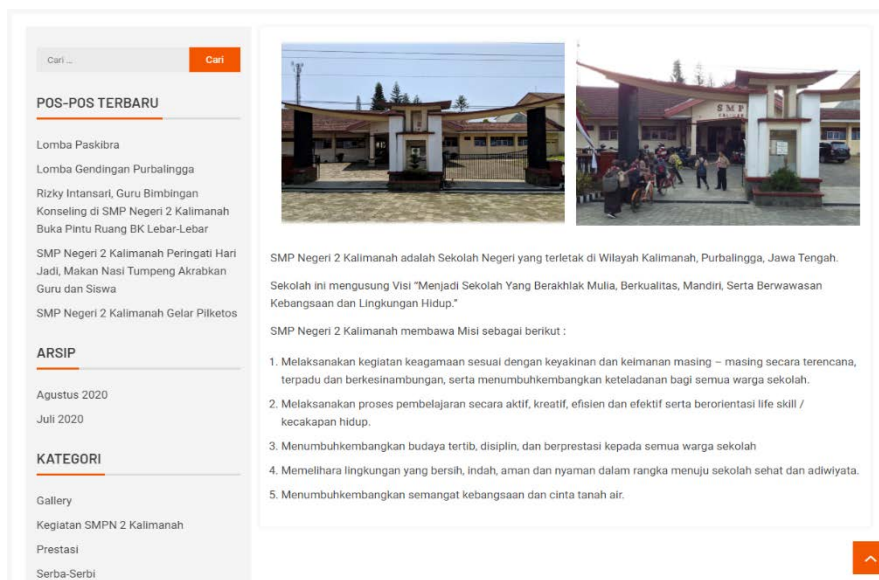 Cari ...
Cari
POS-POS TERBARU
Lomba Paskibra
Lomba Gendingan Purbalingga
Rizky Intansari, Guru Bimbingan
Konseling di SMP Negeri 2 Kalimanah
Buka Pintu Ruang BK Lebar-Lebar
SMP Negeri 2 Kalimanah Peringati Hari
Jadi, Makan Nasi Tumpeng Akrabkan
Guru dan Siswa
SMP Negeri 2 Kalimanah Gelar Pilketos
ARSIP
Agustus 2020
Juli 2020
KATEGORI
Gallery
Kegiatan SMPN 2 Kalimanah
Prestasi
Serba-Serbi
SMP
SMP Negeri 2 Kalimanah adalah Sekolah Negeri yang terletak di Wilayah Kalimanah, Purbalingga, Jawa Tengah.
Sekolah ini mengusung Visi “Menjadi Sekolah Yang Berakhlak Mulia, Berkualitas, Mandiri, Serta Berwawasan
Kebangsaan dan Lingkungan Hidup.”
SMP Negeri 2 Kalimanah membawa Misi sebagai berikut :
1. Melaksanakan kegiatan keagamaan sesuai dengan keyakinan dan keimanan masing – masing secara terencana,
terpadu dan berkesinambungan, serta menumbuhkembangkan keteladanan bagi semua warga sekolah.
2. Melaksanakan proses pembelajaran secara aktif, kreatif, efisien dan efektif serta berorientasi life skill /
kecakapan hidup.
3. Menumbuhkembangkan budaya tertib, disiplin, dan berprestasi kepada semua warga sekolah
4. Memelihara lingkungan yang bersih, indah, aman dan nyaman dalam rangka menuju sekolah sehat dan adiwiyata.
5. Menumbuhkembangkan semangat kebangsaan dan cinta tanah air.